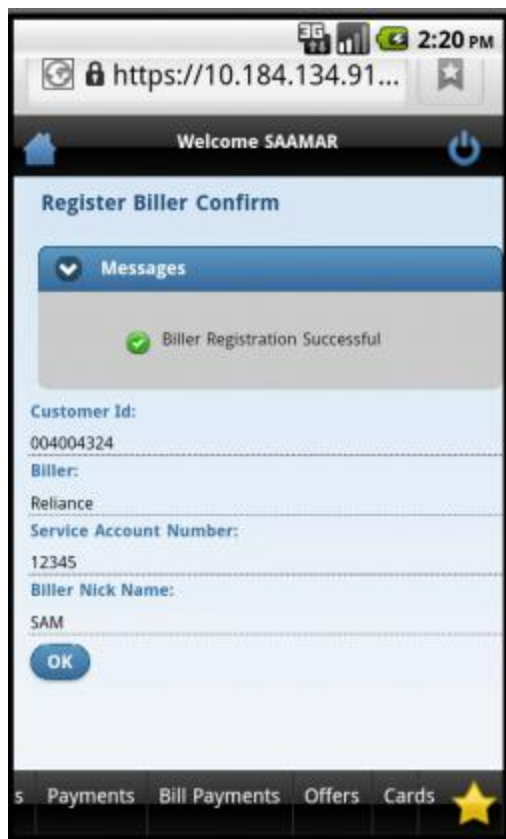 3G 2:20 PM
https://10.184.134.91...
Welcome SAAMAR
Register Biller Confirm
Messages
Biller Registration Successful
Customer Id:
004004324
Biller:
Reliance
Service Account Number:
12345
Biller Nick Name:
SAM
OK
s Payments Bill Payments Offers Cards